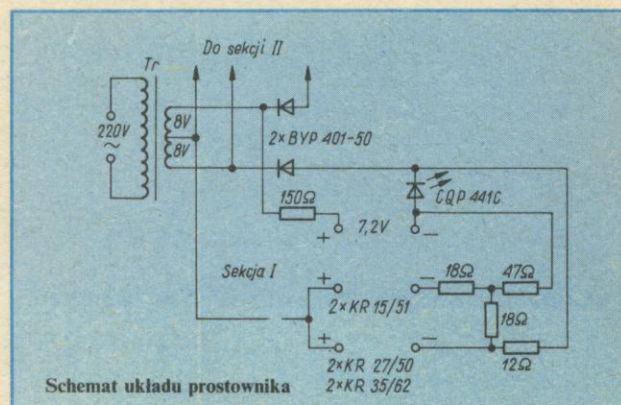 Do sekcji II
Tr
220V
~
8V
8V
2×BYP 401-50
CQP 441C
150Ω
+
7,2V
−
Sekcja I
+
2×KR 15/51
−
18Ω
47Ω
18Ω
+
−
12Ω
2×KR 27/50
2×KR 35/62
Schemat układu prostownika